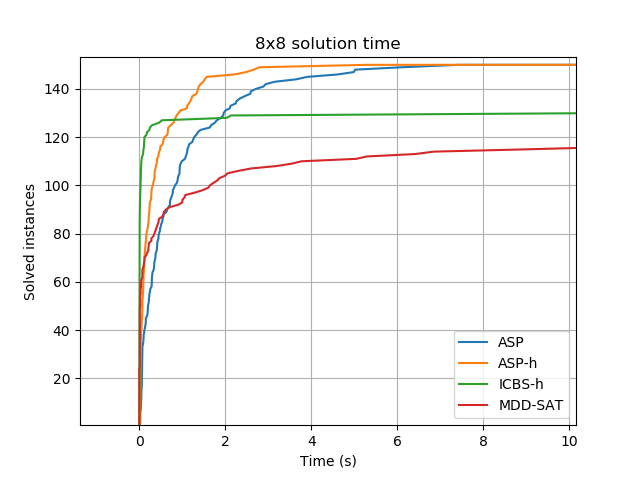 8x8 solution time
Solved instances
140
120
100
80
60
40
20
0
2
4
6
8
10
Time (s)
ASP
ASP-h
ICBS-h
MDD-SAT